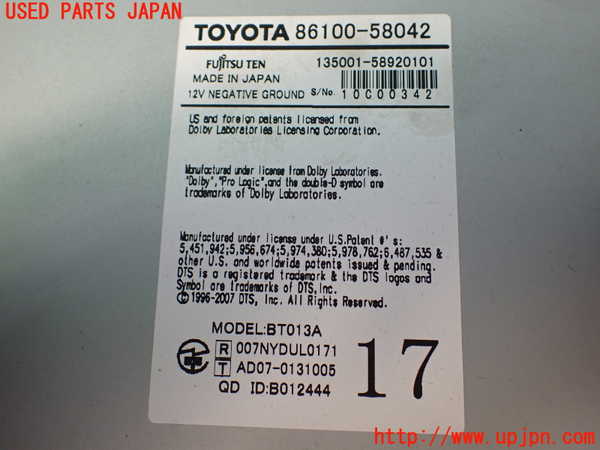 USED PARTS JAPAN
TOYOTA 86100-58042
FUJITSU TEN 135001-58920101
MADE IN JAPAN
12V NEGATIVE GROUND S/No. 10C00342
US and foreign patents licensed from
Dolby Laboratories Licensing Corporation.
Manufactured under license from Dolby Laboratories.
"Dolby","Pro Logic",and the double-D symbol are
trademarks of Dolby Laboratories.
Manufactured under license under U.S.Patent #'s:
5,451,942;5,956,674;5,974,380;5,978,762;6,487,535 &
other U.S. and worldwide patents issued & pending.
DTS is a registered trademark & the DTS logos and
Symbol are trademarks of DTS,Inc.
© 1996-2007 DTS, Inc. All Rights Reserved.
MODEL:BT013A
R 007NYDUL0171
T AD07-0131005
QD ID:B012444
17
http://www.upjpn.com/